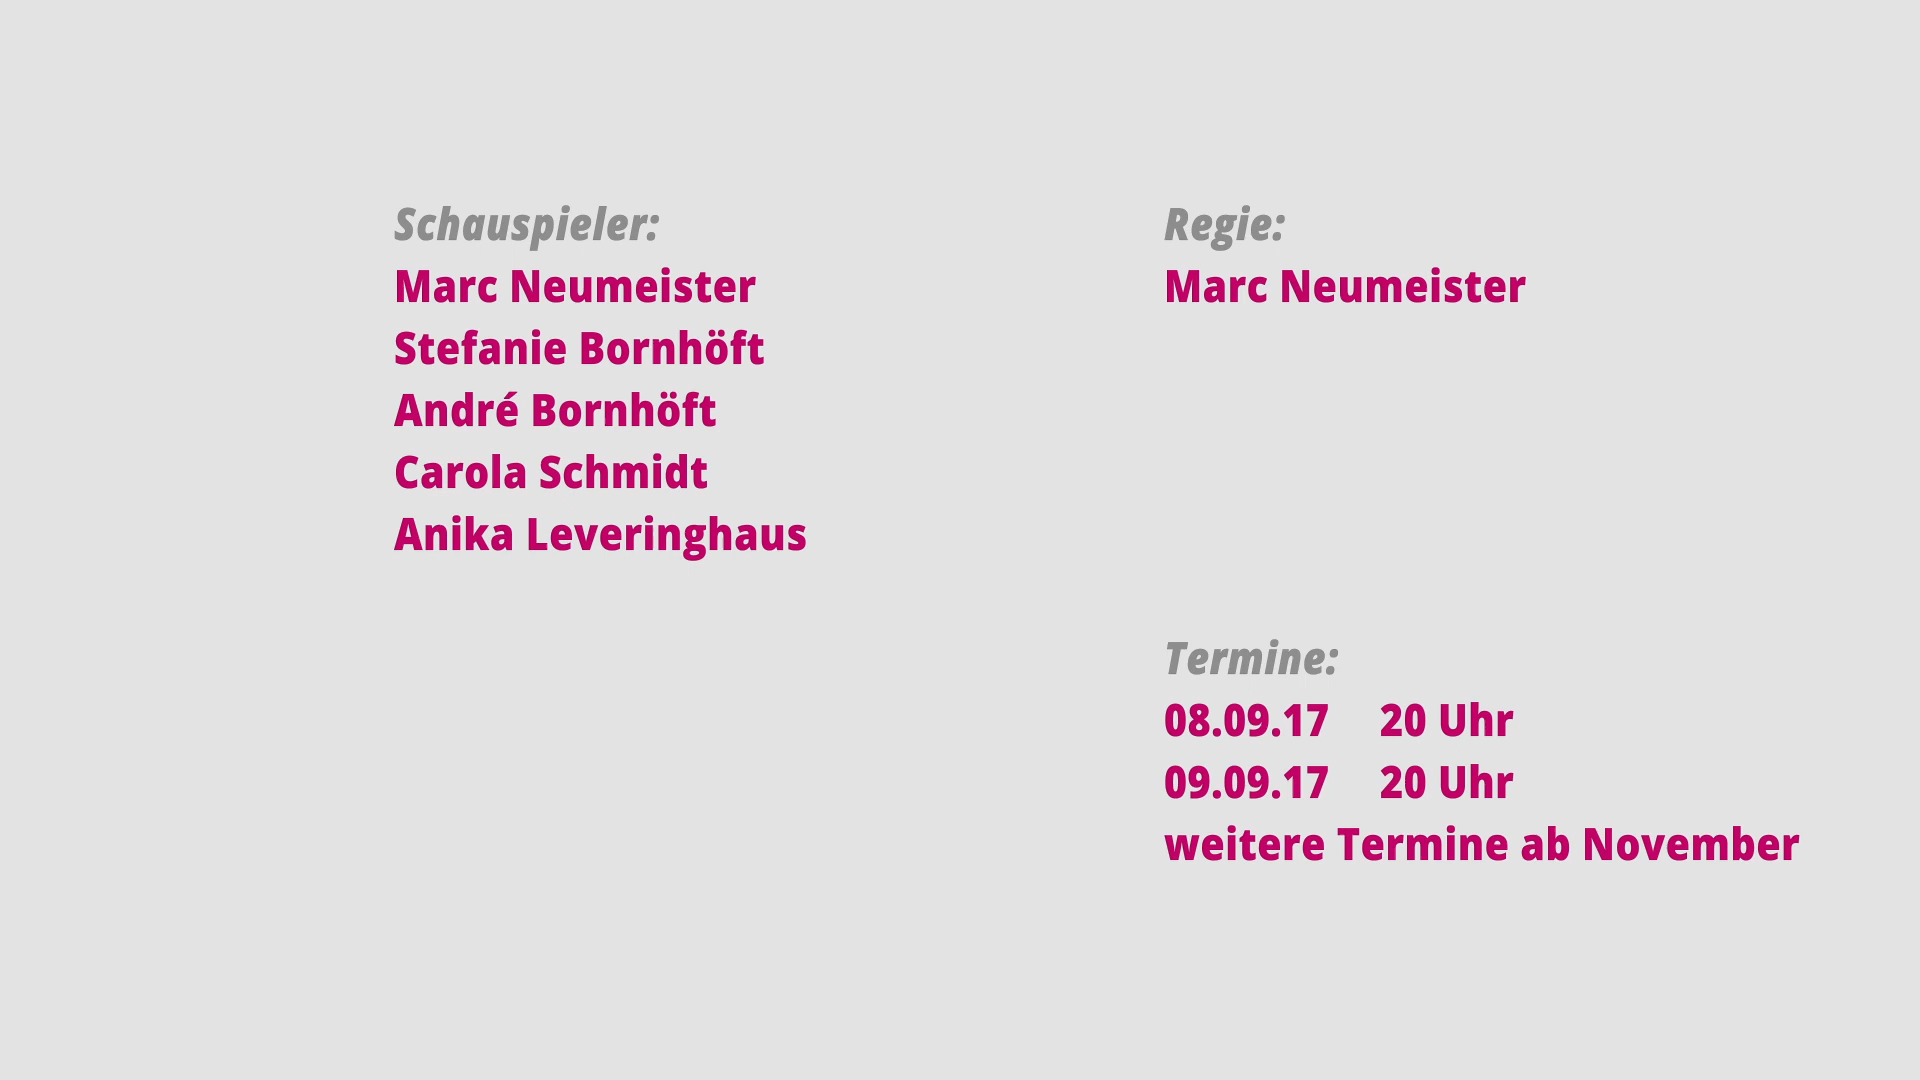 Schauspieler:
Marc Neumeister
Stefanie Bornhöft
André Bornhöft
Carola Schmidt
Anika Leveringhaus
Regie:
Marc Neumeister
Termine:
08.09.17 20 Uhr
09.09.17 20 Uhr
weitere Termine ab November